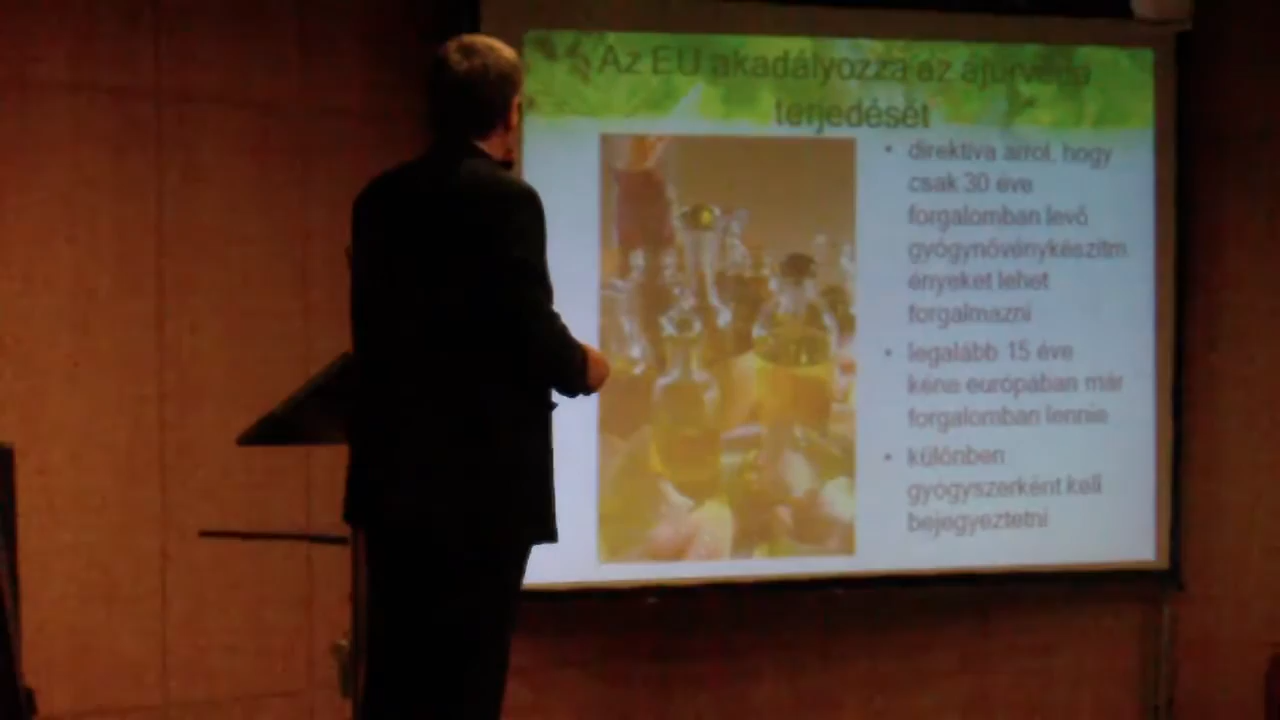 Az EU akadályozza az ajurvéda
terjedését
• direktíva arról, hogy
csak 30 éve
forgalomban levő
gyógynövénykészítm
ényeket lehet
forgalmazni
• legalább 15 éve
kéne európában már
forgalomban lennie
• különben
gyógyszerként kell
bejegyeztetni